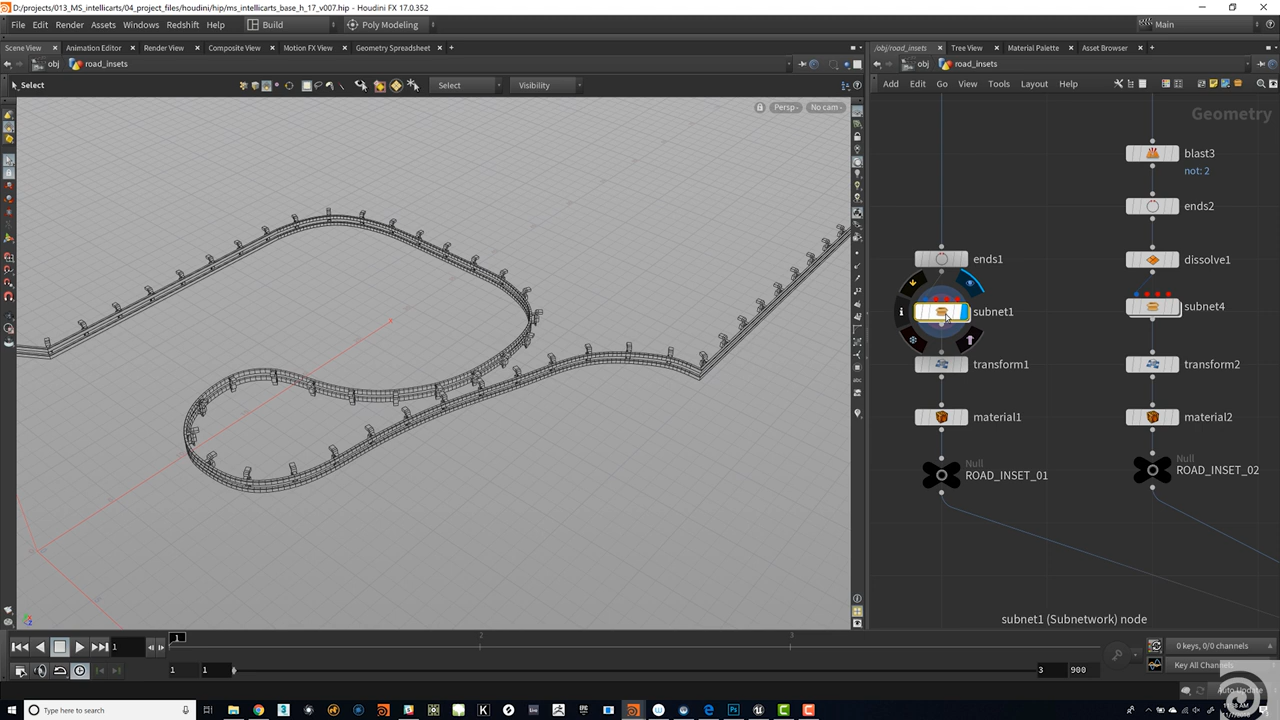 D:/projects/013_MS_intellicarts/04_project_files/houdini/hip/ms_intellicarts_base_h_17_v007.hip - Houdini FX 17.0.352
File Edit Render Assets Windows Redshift Help Build Poly Modeling Main
Scene View Animation Editor Render View Composite View Motion FX View Geometry Spreadsheet
/obj/road_insets Tree View Material Palette Asset Browser
obj road_insets
obj road_insets
Select Select Visibility
Add Edit Go View Tools Layout Help
Persp No cam
Geometry
blast3
not: 2
ends2
ends1
dissolve1
subnet1
subnet4
transform1
transform2
material1
material2
Null
ROAD_INSET_01
Null
ROAD_INSET_02
subnet1 (Subnetwork) node
1
1
2
3
0 keys, 0/0 channels
1
1
3
900
Key All Channels
Auto Update
Type here to search